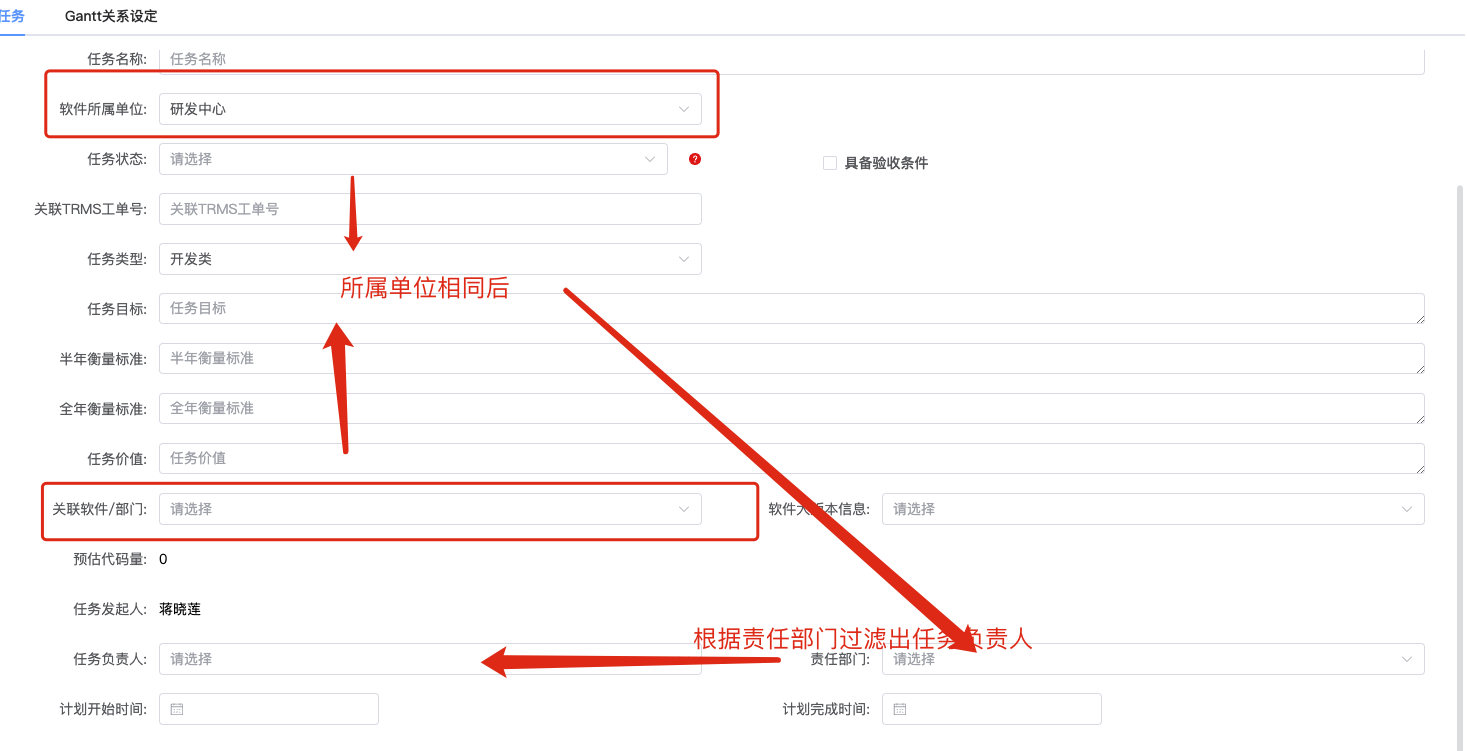 任务 Gantt关系设定
任务名称: 任务名称
软件所属单位: 研发中心
任务状态: 请选择 ? 具备验收条件
关联TRMS工单号: 关联TRMS工单号
任务类型: 开发类
所属单位相同后
任务目标: 任务目标
半年衡量标准: 半年衡量标准
全年衡量标准: 全年衡量标准
任务价值: 任务价值
关联软件/部门: 请选择 软件大版本信息: 请选择
预估代码量: 0
任务发起人: 蒋晓莲
根据责任部门过滤出任务负责人
任务负责人: 请选择 责任部门: 请选择
计划开始时间: 计划完成时间: